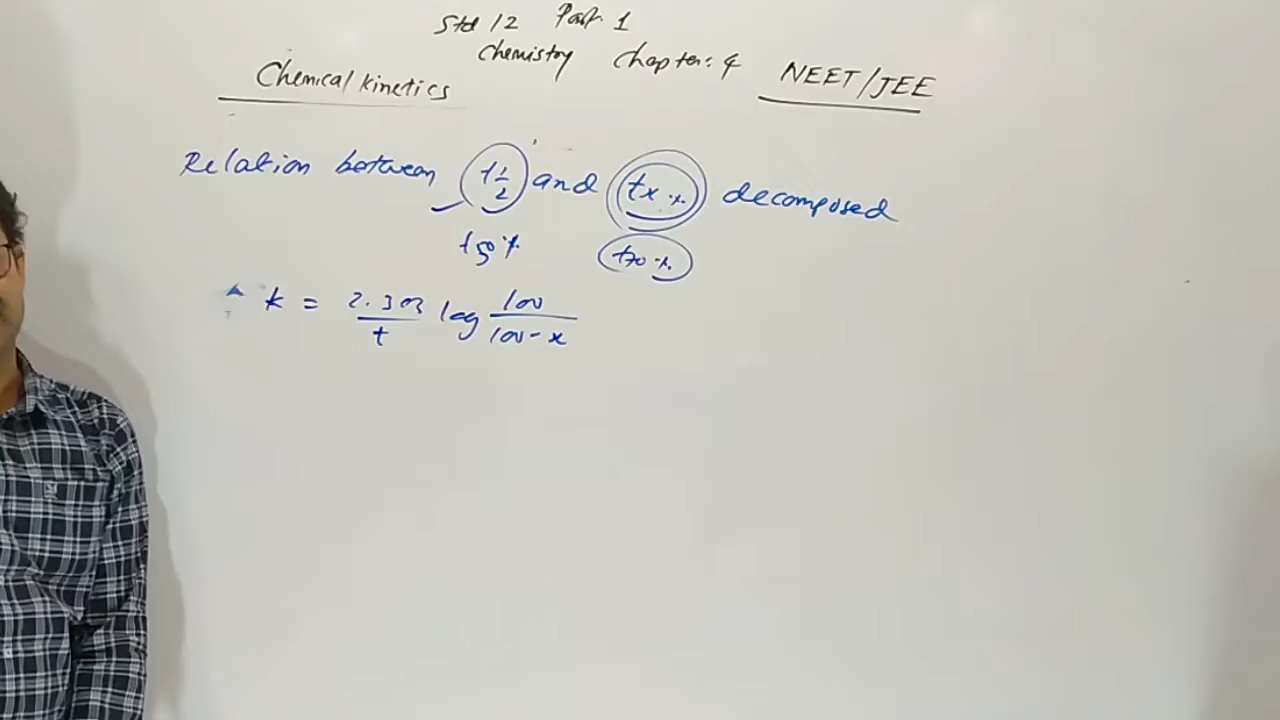 Std 12 Part 1
Chemistry Chapter: 4 NEET/JEE
Chemical kinetics
Relation between t1/2 and tx% decomposed
t50% t70%
k = 2.303/t log 100/100-x